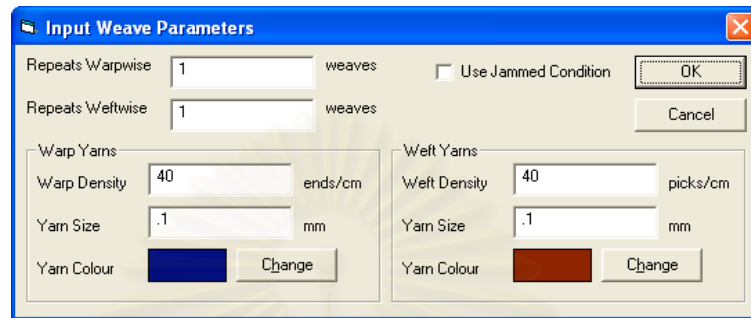 Input Weave Parameters
Repeats Warpwise 1 weaves Use Jammed Condition OK
Repeats Weftwise 1 weaves Cancel
Warp Yarns
Warp Density 40 ends/cm
Yarn Size .1 mm
Yarn Colour Change
Weft Yarns
Weft Density 40 picks/cm
Yarn Size .1 mm
Yarn Colour Change